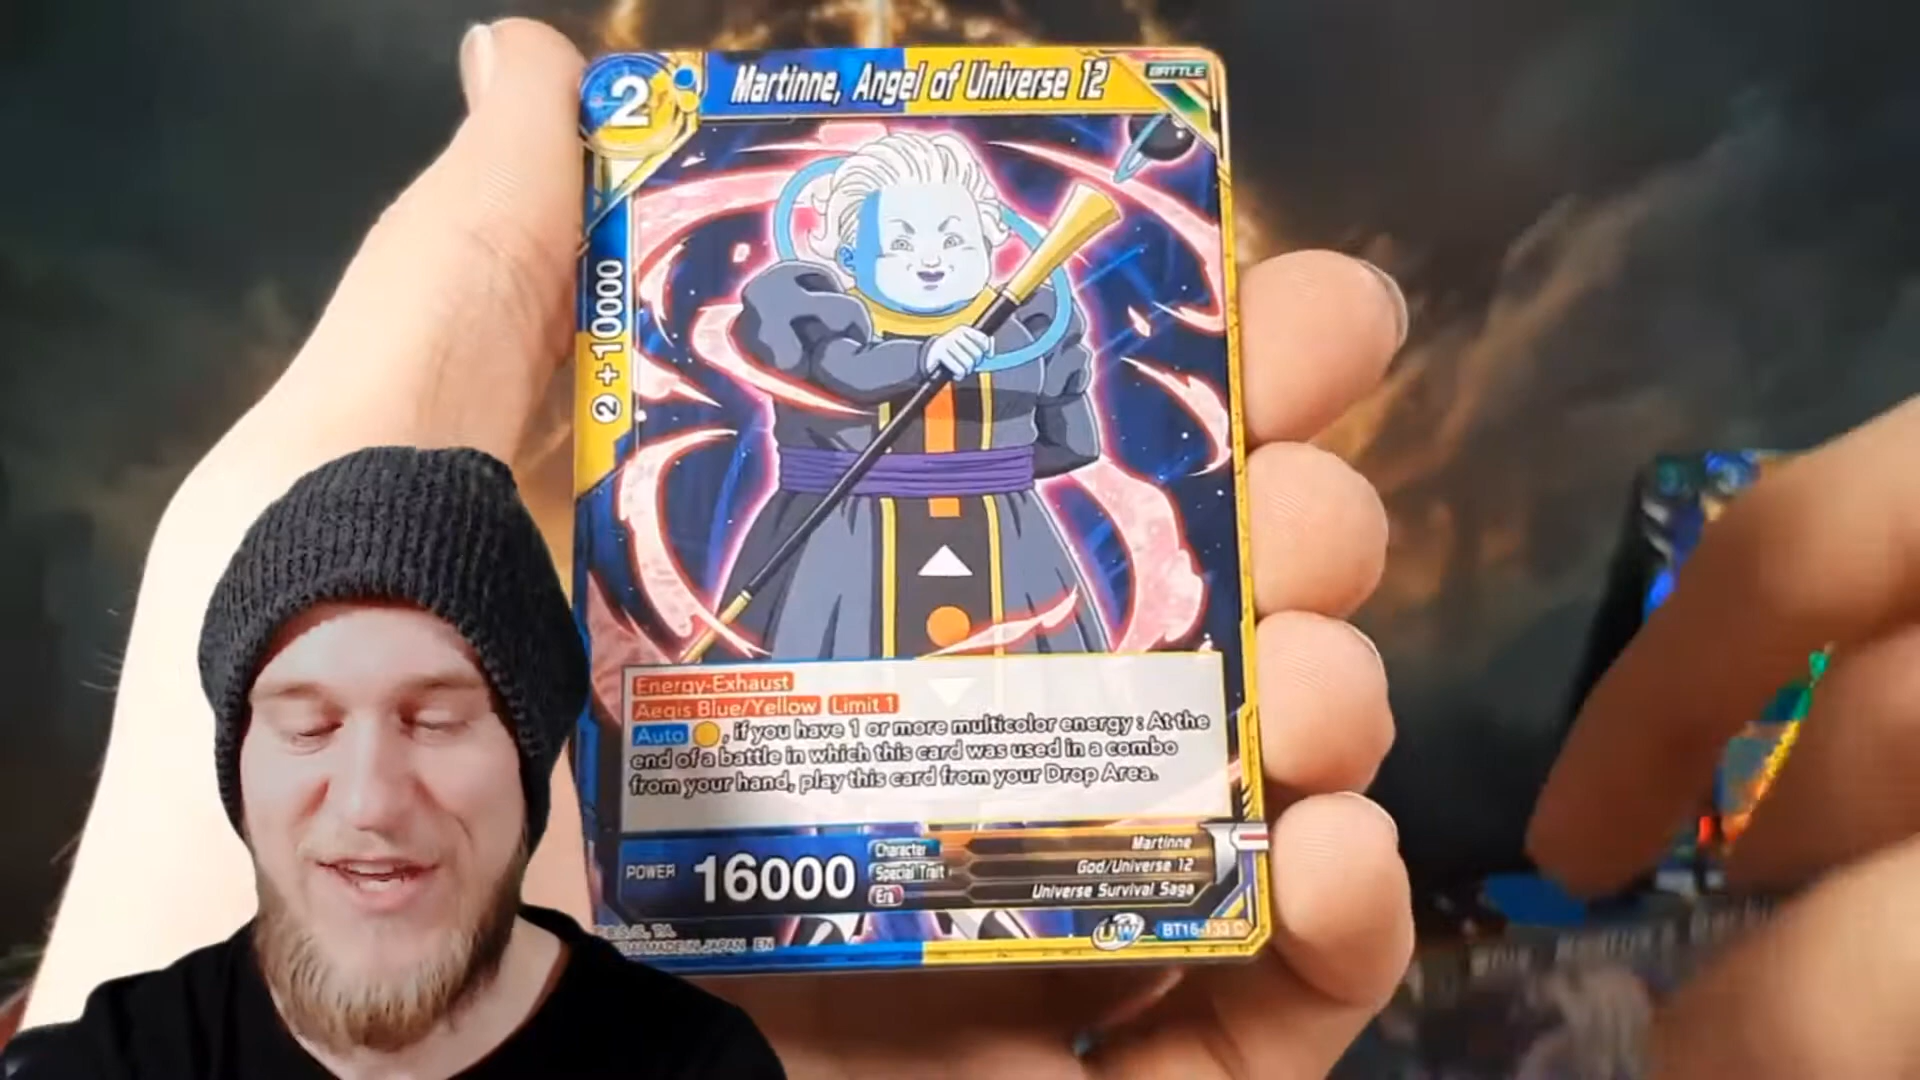 2
Martinne, Angel of Universe 12
BATTLE
2 +10000
Energy-Exhaust
Aegis Blue/Yellow Limit 1
Auto , if you have 1 or more multicolor energy : At the
end of a battle in which this card was used in a combo
from your hand, play this card from your Drop Area.
POWER 16000
Character Martinne
Special Trait God/Universe 12
Era Universe Survival Saga
UW BT16-133 C
MADE IN JAPAN EN